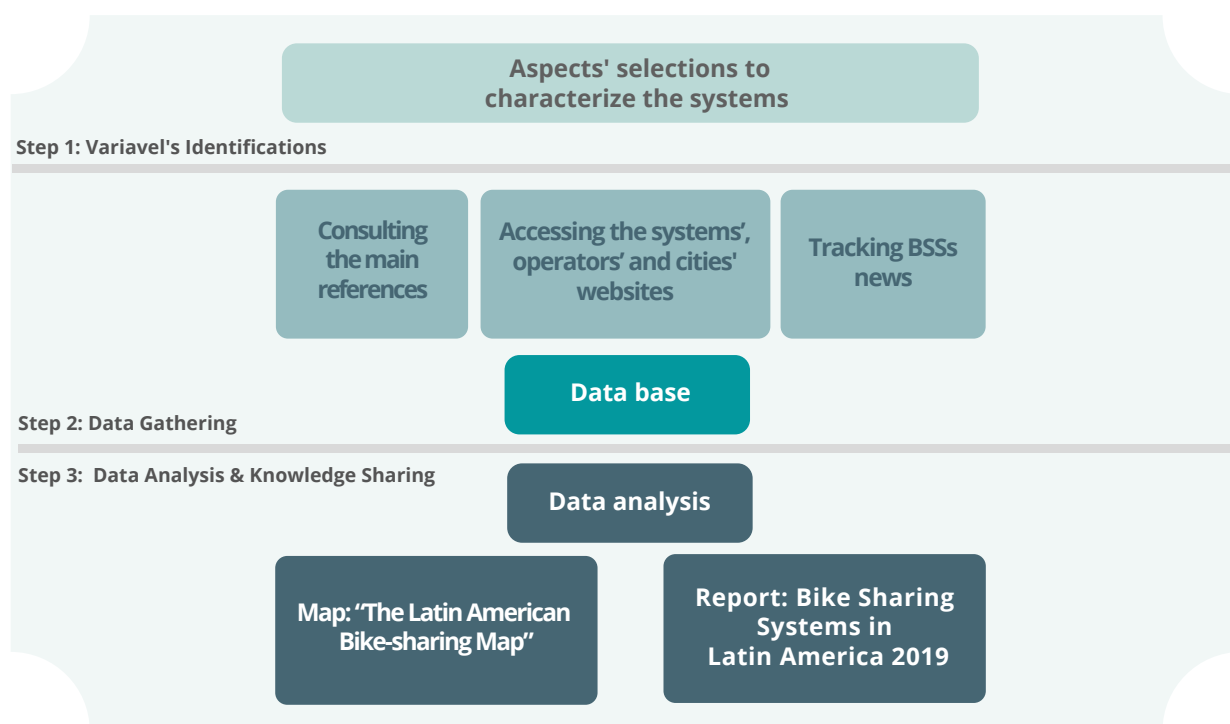 Aspects' selections to
characterize the systems
Step 1: Variavel's Identifications
Consulting
the main
references
Accessing the systems’,
operators’ and cities'
websites
Tracking BSSs
news
Data base
Step 2: Data Gathering
Step 3: Data Analysis & Knowledge Sharing
Data analysis
Map: “The Latin American
Bike-sharing Map”
Report: Bike Sharing
Systems in
Latin America 2019